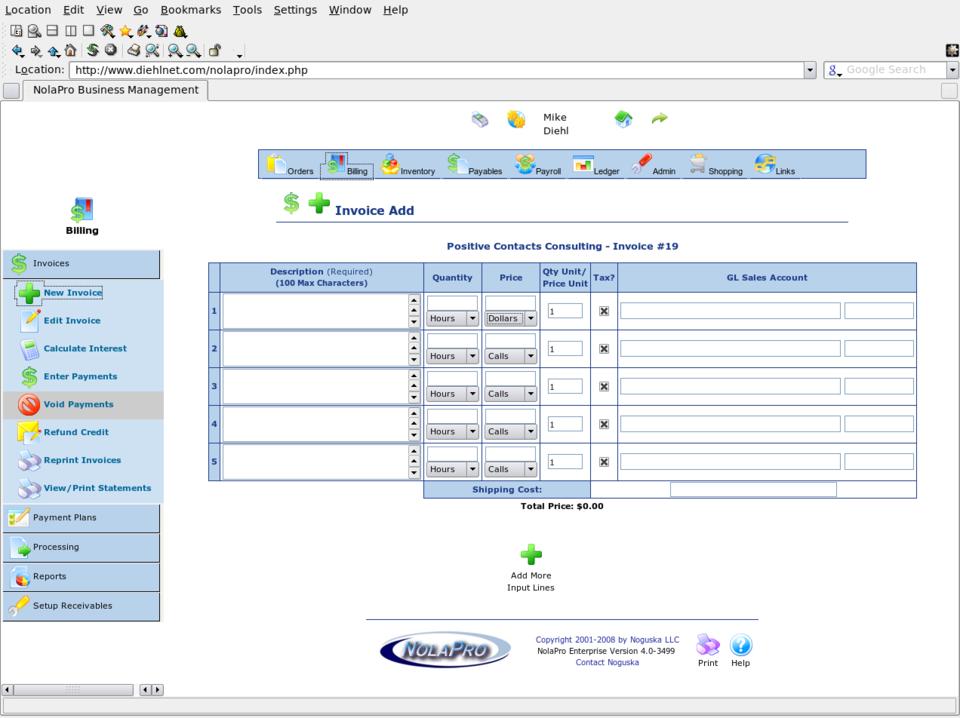 Location Edit View Go Bookmarks Tools Settings Window Help
Location: http://www.diehlnet.com/nolapro/index.php
Google Search
NolaPro Business Management
Mike
Diehl
Orders Billing Inventory Payables Payroll Ledger Admin Shopping Links
Billing
Invoice Add
Invoices
New Invoice
Edit Invoice
Calculate Interest
Enter Payments
Void Payments
Refund Credit
Reprint Invoices
View/Print Statements
Payment Plans
Processing
Reports
Setup Receivables
Positive Contacts Consulting - Invoice #19
Description (Required)
(100 Max Characters)
Quantity
Price
Qty Unit/
Price Unit
Tax?
GL Sales Account
1 Hours Dollars 1
2 Hours Calls 1
3 Hours Calls 1
4 Hours Calls 1
5 Hours Calls 1
Shipping Cost:
Total Price: $0.00
Add More
Input Lines
NOLAPRO
Copyright 2001-2008 by Noguska LLC
NolaPro Enterprise Version 4.0-3499
Contact Noguska
Print
Help